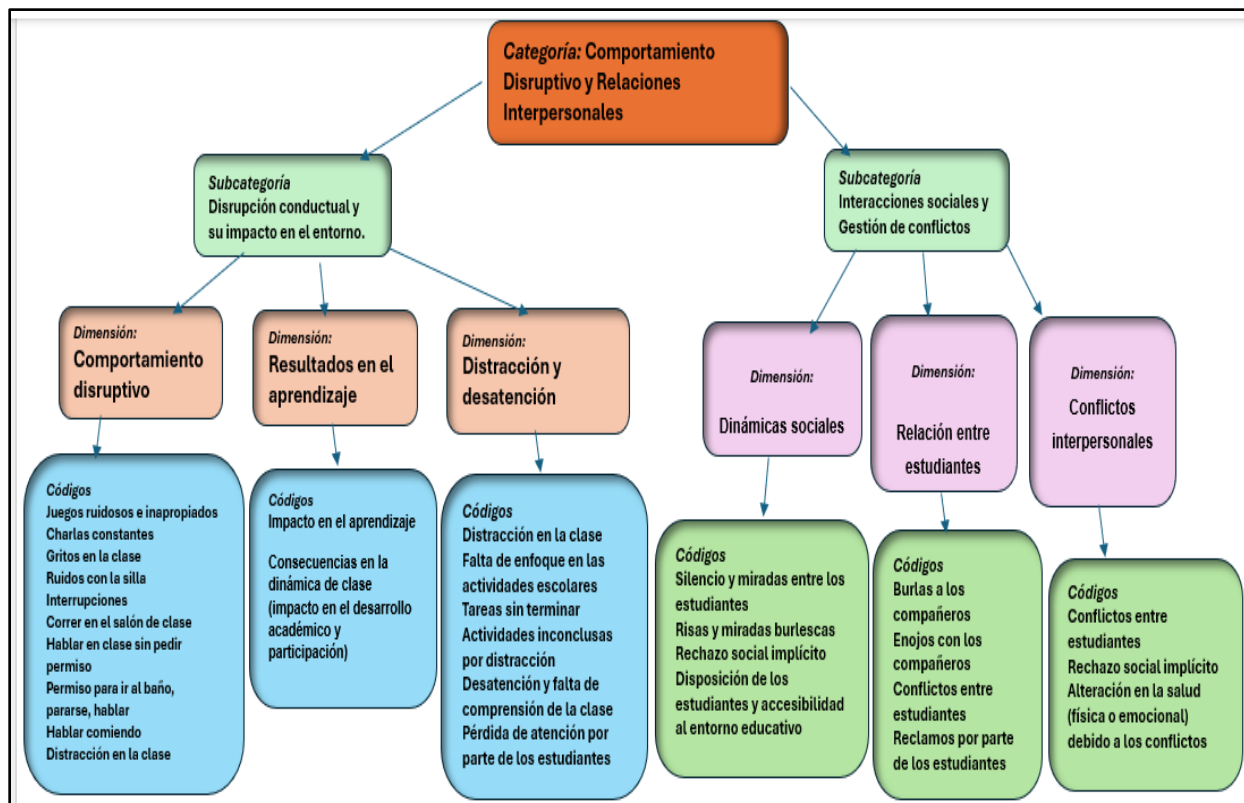 Categoría: Comportamiento
Disruptivo y Relaciones
Interpersonales
Subcategoría
Disrupción conductual y
su impacto en el entorno.
Subcategoría
Interacciones sociales y
Gestión de conflictos
Dimensión:
Comportamiento
disruptivo
Dimensión:
Resultados en el
aprendizaje
Dimensión:
Distracción y
desatención
Dimensión:
Dinámicas sociales
Dimensión:
Relación entre
estudiantes
Dimensión:
Conflictos
interpersonales
Códigos
Juegos ruidosos e inapropiados
Charlas constantes
Gritos en la clase
Ruidos con la silla
Interrupciones
Correr en el salón de clase
Hablar en clase sin pedir
permiso
Permiso para ir al baño,
pararse, hablar
Hablar comiendo
Distracción en la clase
Códigos
Impacto en el aprendizaje
Consecuencias en la
dinámica de clase
(impacto en el desarrollo
académico y
participación)
Códigos
Distracción en la clase
Falta de enfoque en las
actividades escolares
Tareas sin terminar
Actividades inconclusas
por distracción
Desatención y falta de
comprensión de la clase
Pérdida de atención por
parte de los estudiantes
Códigos
Silencio y miradas entre los
estudiantes
Risas y miradas burlescas
Rechazo social implícito
Disposición de los
estudiantes y accesibilidad
al entorno educativo
Códigos
Burlas a los
compañeros
Enojos con los
compañeros
Conflictos entre
estudiantes
Reclamos por parte
de los estudiantes
Códigos
Conflictos entre
estudiantes
Rechazo social implícito
Alteración en la salud
(física o emocional)
debido a los conflictos